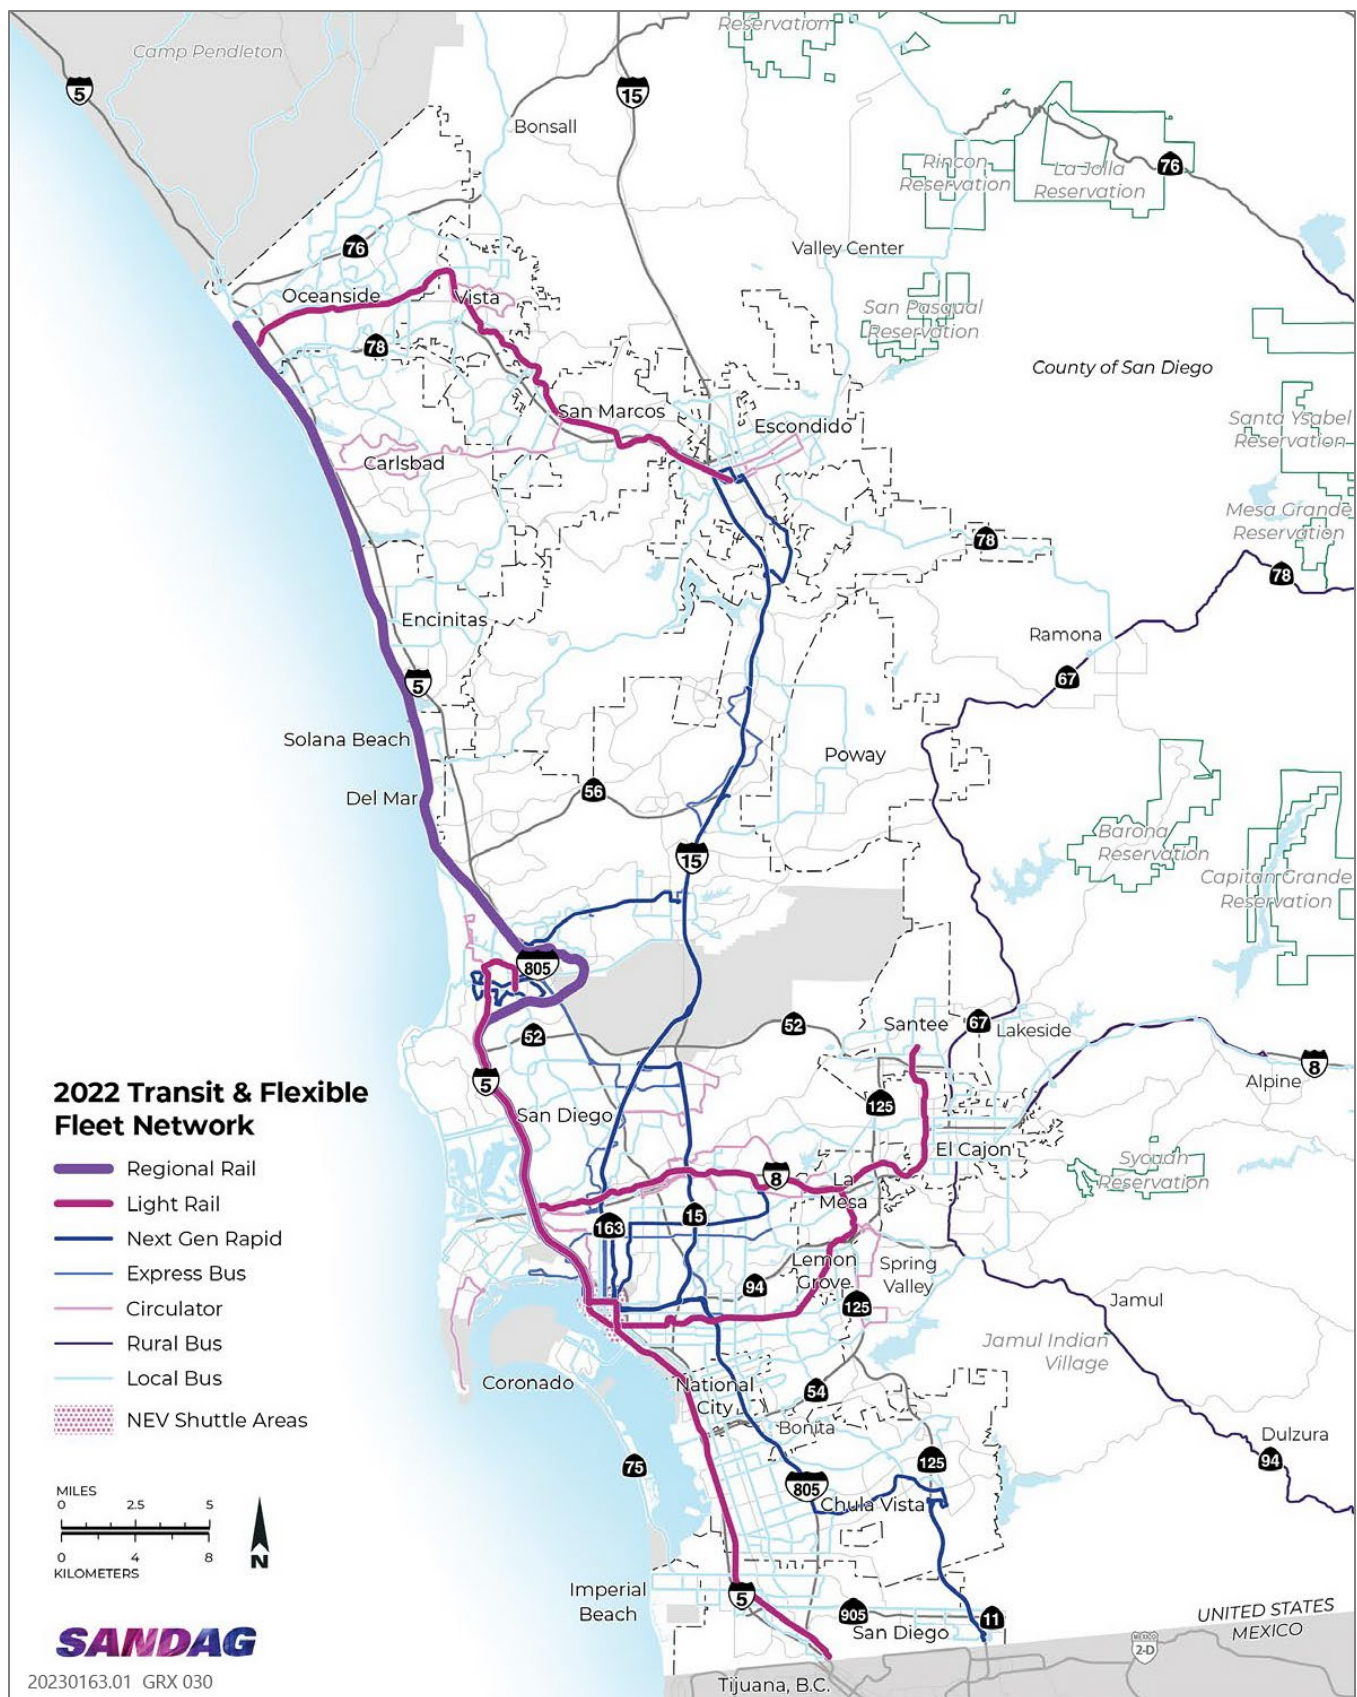 Reservation
Camp Pendleton
5
15
Bonsall
Rincon
Reservation
La Jolla
Reservation
76
76
Valley Center
Oceanside
Vista
San Pasqual
Reservation
78
County of San Diego
San Marcos
Escondido
Santa Ysabel
Reservation
Carlsbad
Mesa Grande
Reservation
78
78
Encinitas
Ramona
67
5
Solana Beach
Poway
Del Mar
56
Barona
Reservation
15
Capitan Grande
Reservation
805
52
52
Santee
67
Lakeside
8
Alpine
5
125
San Diego
El Cajon
Sycuan
Reservation
8
La
Mesa
163
15
Lemon
Grove
Spring
Valley
94
125
Jamul
Jamul Indian
Village
Coronado
National
City
54
Bonita
Dulzura
94
75
125
805
Chula Vista
Imperial
Beach
5
905
11
San Diego
UNITED STATES
MEXICO
MEXICO
2-D
Tijuana, B.C.
2022 Transit & Flexible
Fleet Network
Regional Rail
Light Rail
Next Gen Rapid
Express Bus
Circulator
Rural Bus
Local Bus
NEV Shuttle Areas
MILES
0 2.5 5
0 4 8
KILOMETERS
N
SANDAG
20230163.01 GRX 030